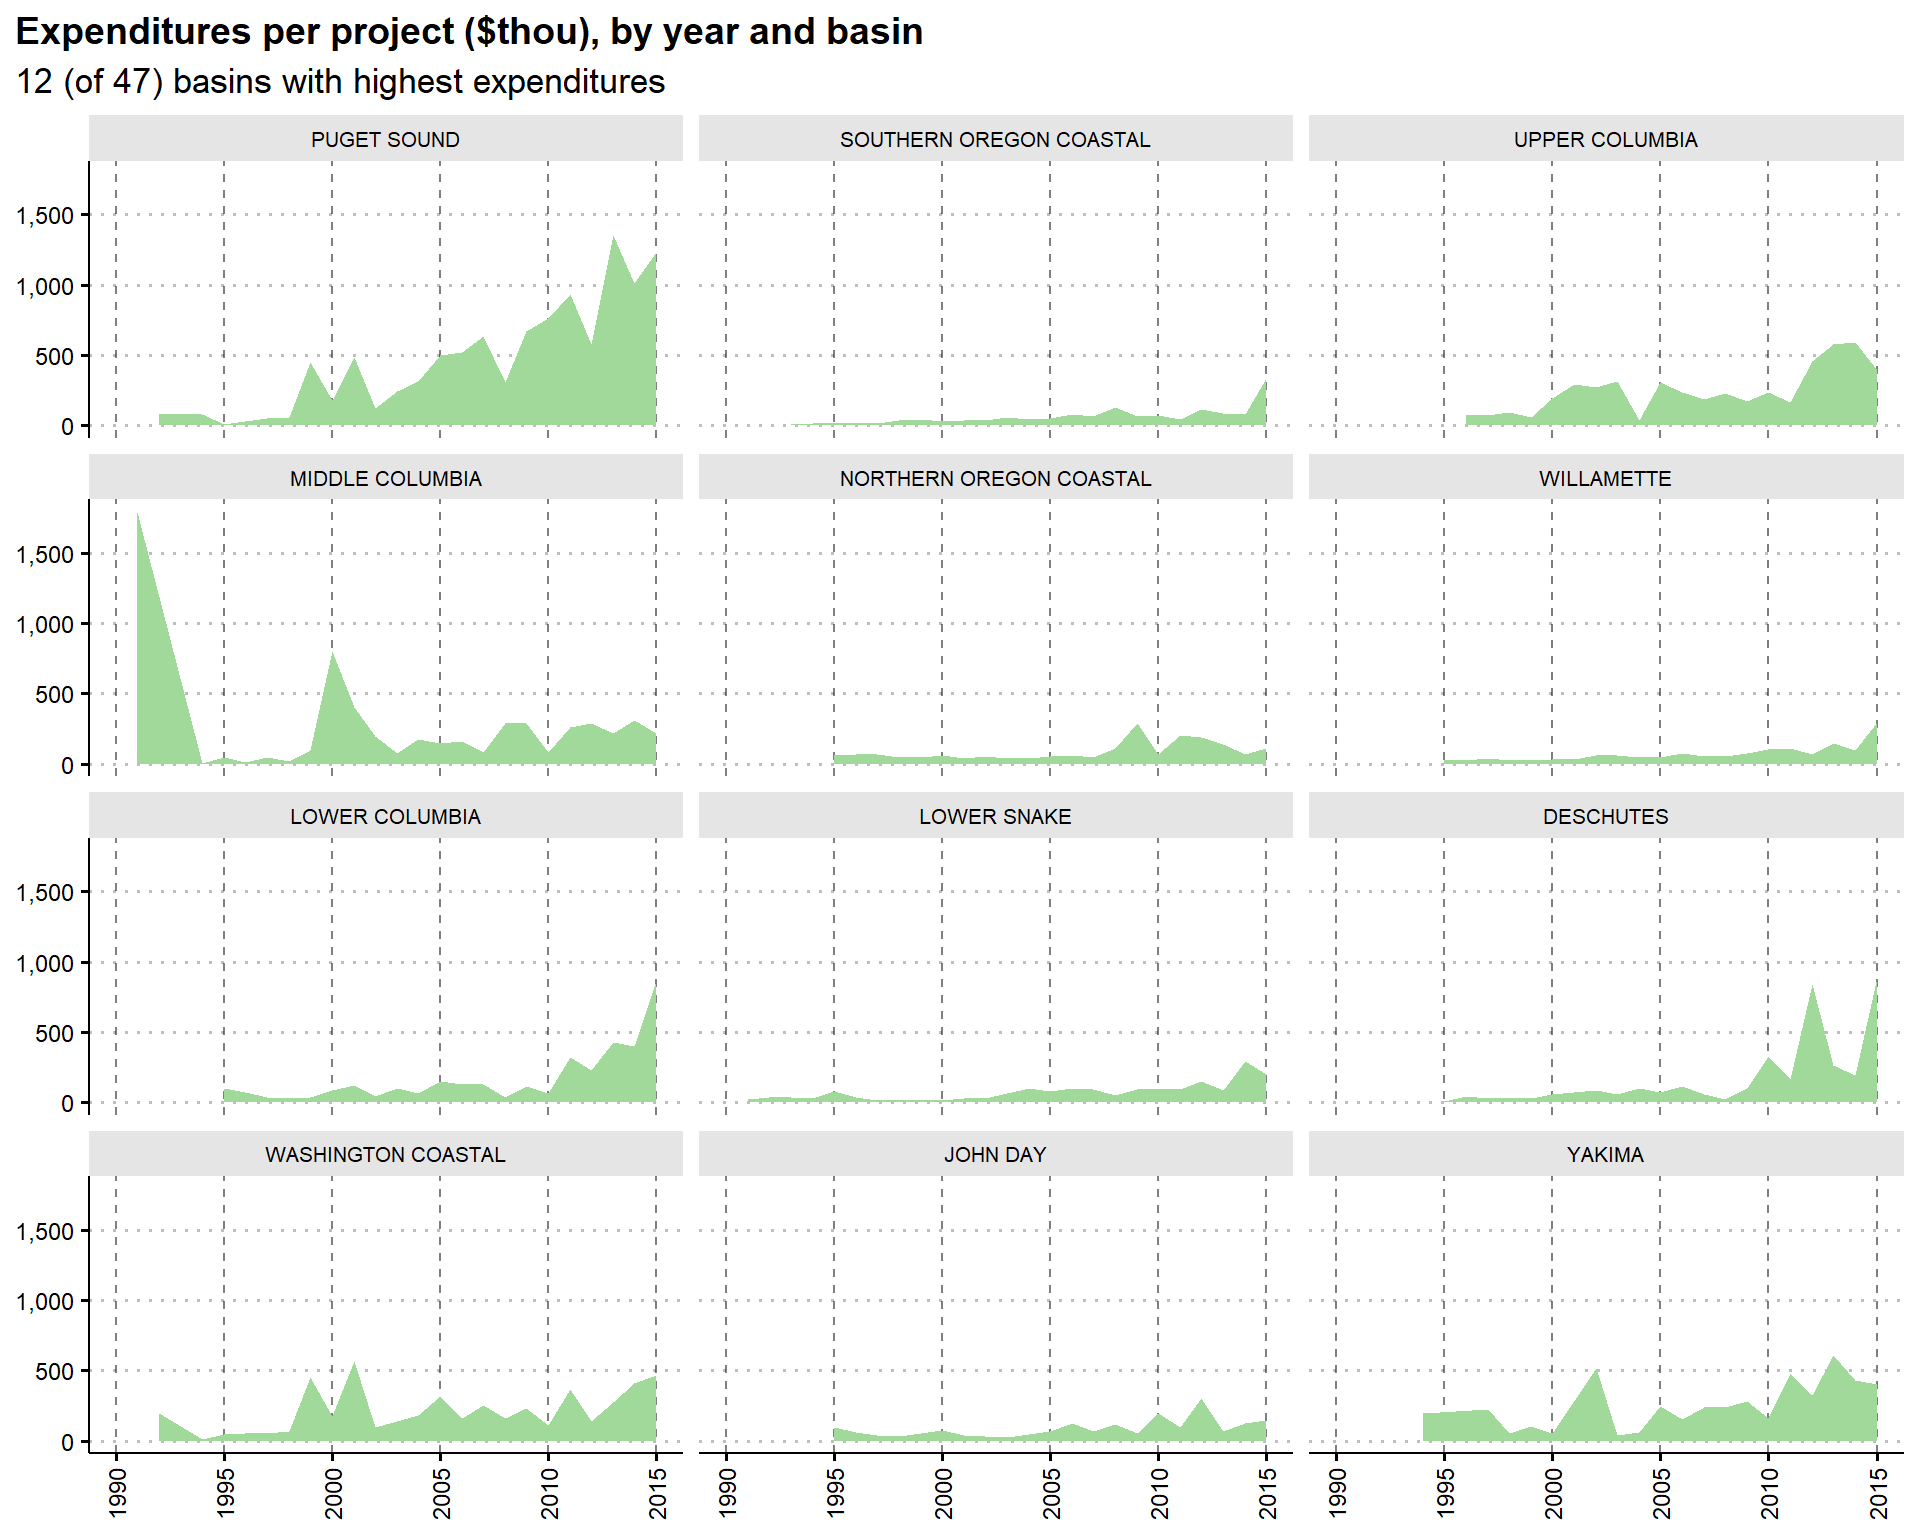 Expenditures per project ($thou), by year and basin
12 (of 47) basins with highest expenditures
PUGET SOUND
SOUTHERN OREGON COASTAL
UPPER COLUMBIA
1,500
1,000
500
0
MIDDLE COLUMBIA
NORTHERN OREGON COASTAL
WILLAMETTE
1,500
1,000
500
0
LOWER COLUMBIA
LOWER SNAKE
DESCHUTES
1,500
1,000
500
0
WASHINGTON COASTAL
JOHN DAY
YAKIMA
1,500
1,000
500
0
1990 1995 2000 2005 2010 2015
1990 1995 2000 2005 2010 2015
1990 1995 2000 2005 2010 2015